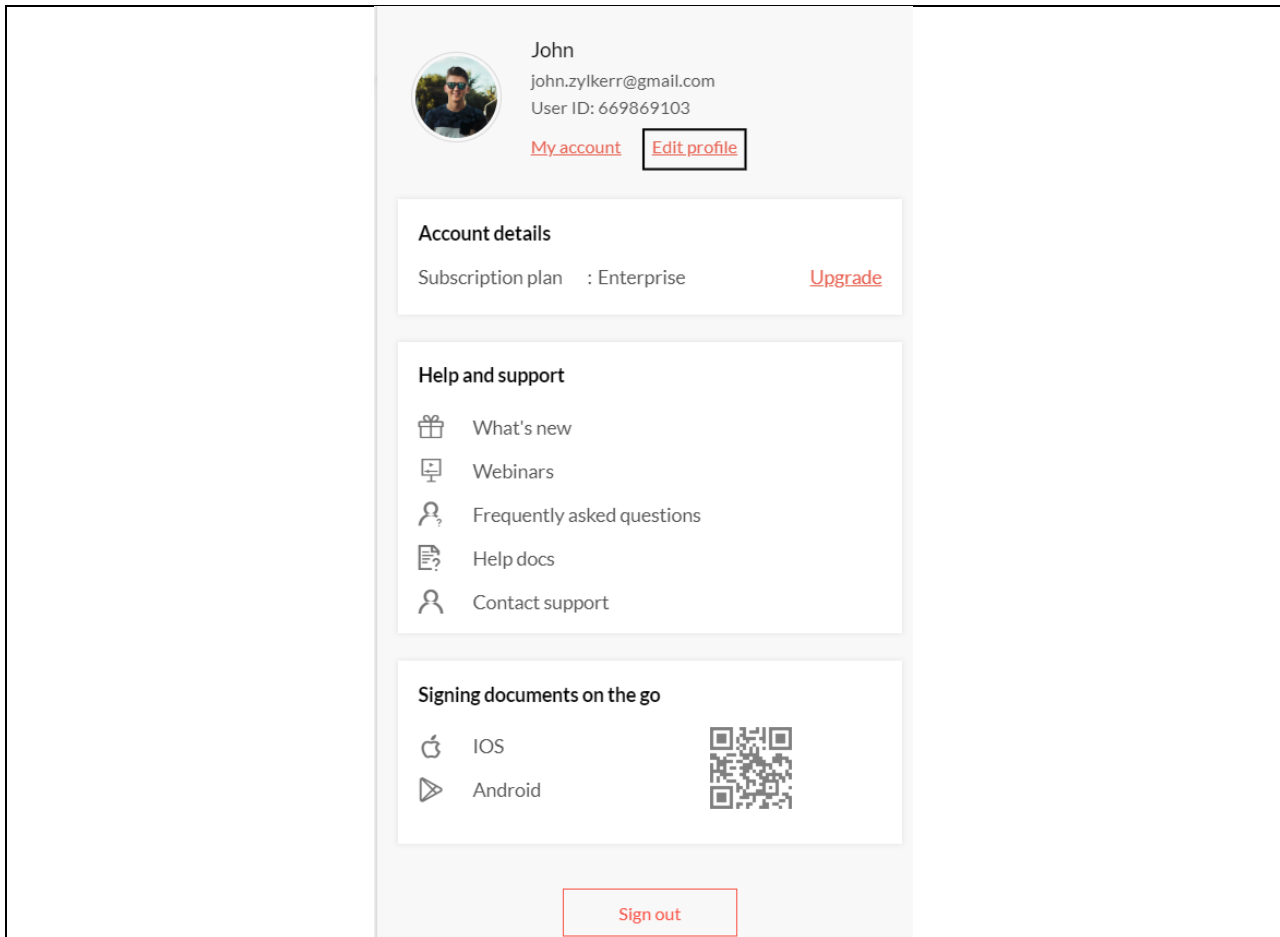 John
john.zylkerr@gmail.com
User ID: 669869103
My account Edit profile
Account details
Subscription plan : Enterprise Upgrade
Help and support
What's new
Webinars
Frequently asked questions
Help docs
Contact support
Signing documents on the go
IOS
Android
Sign out